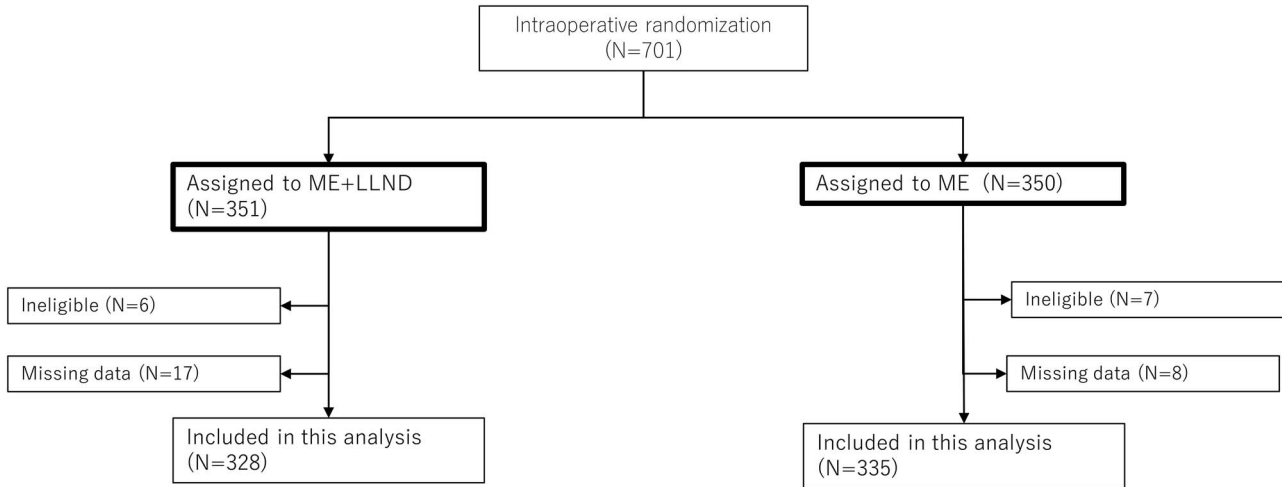 Intraoperative randomization
(N=701)
Assigned to ME+LLND
(N=351)
Assigned to ME (N=350)
Ineligible (N=6)
Ineligible (N=7)
Missing data (N=17)
Missing data (N=8)
Included in this analysis
(N=328)
Included in this analysis
(N=335)